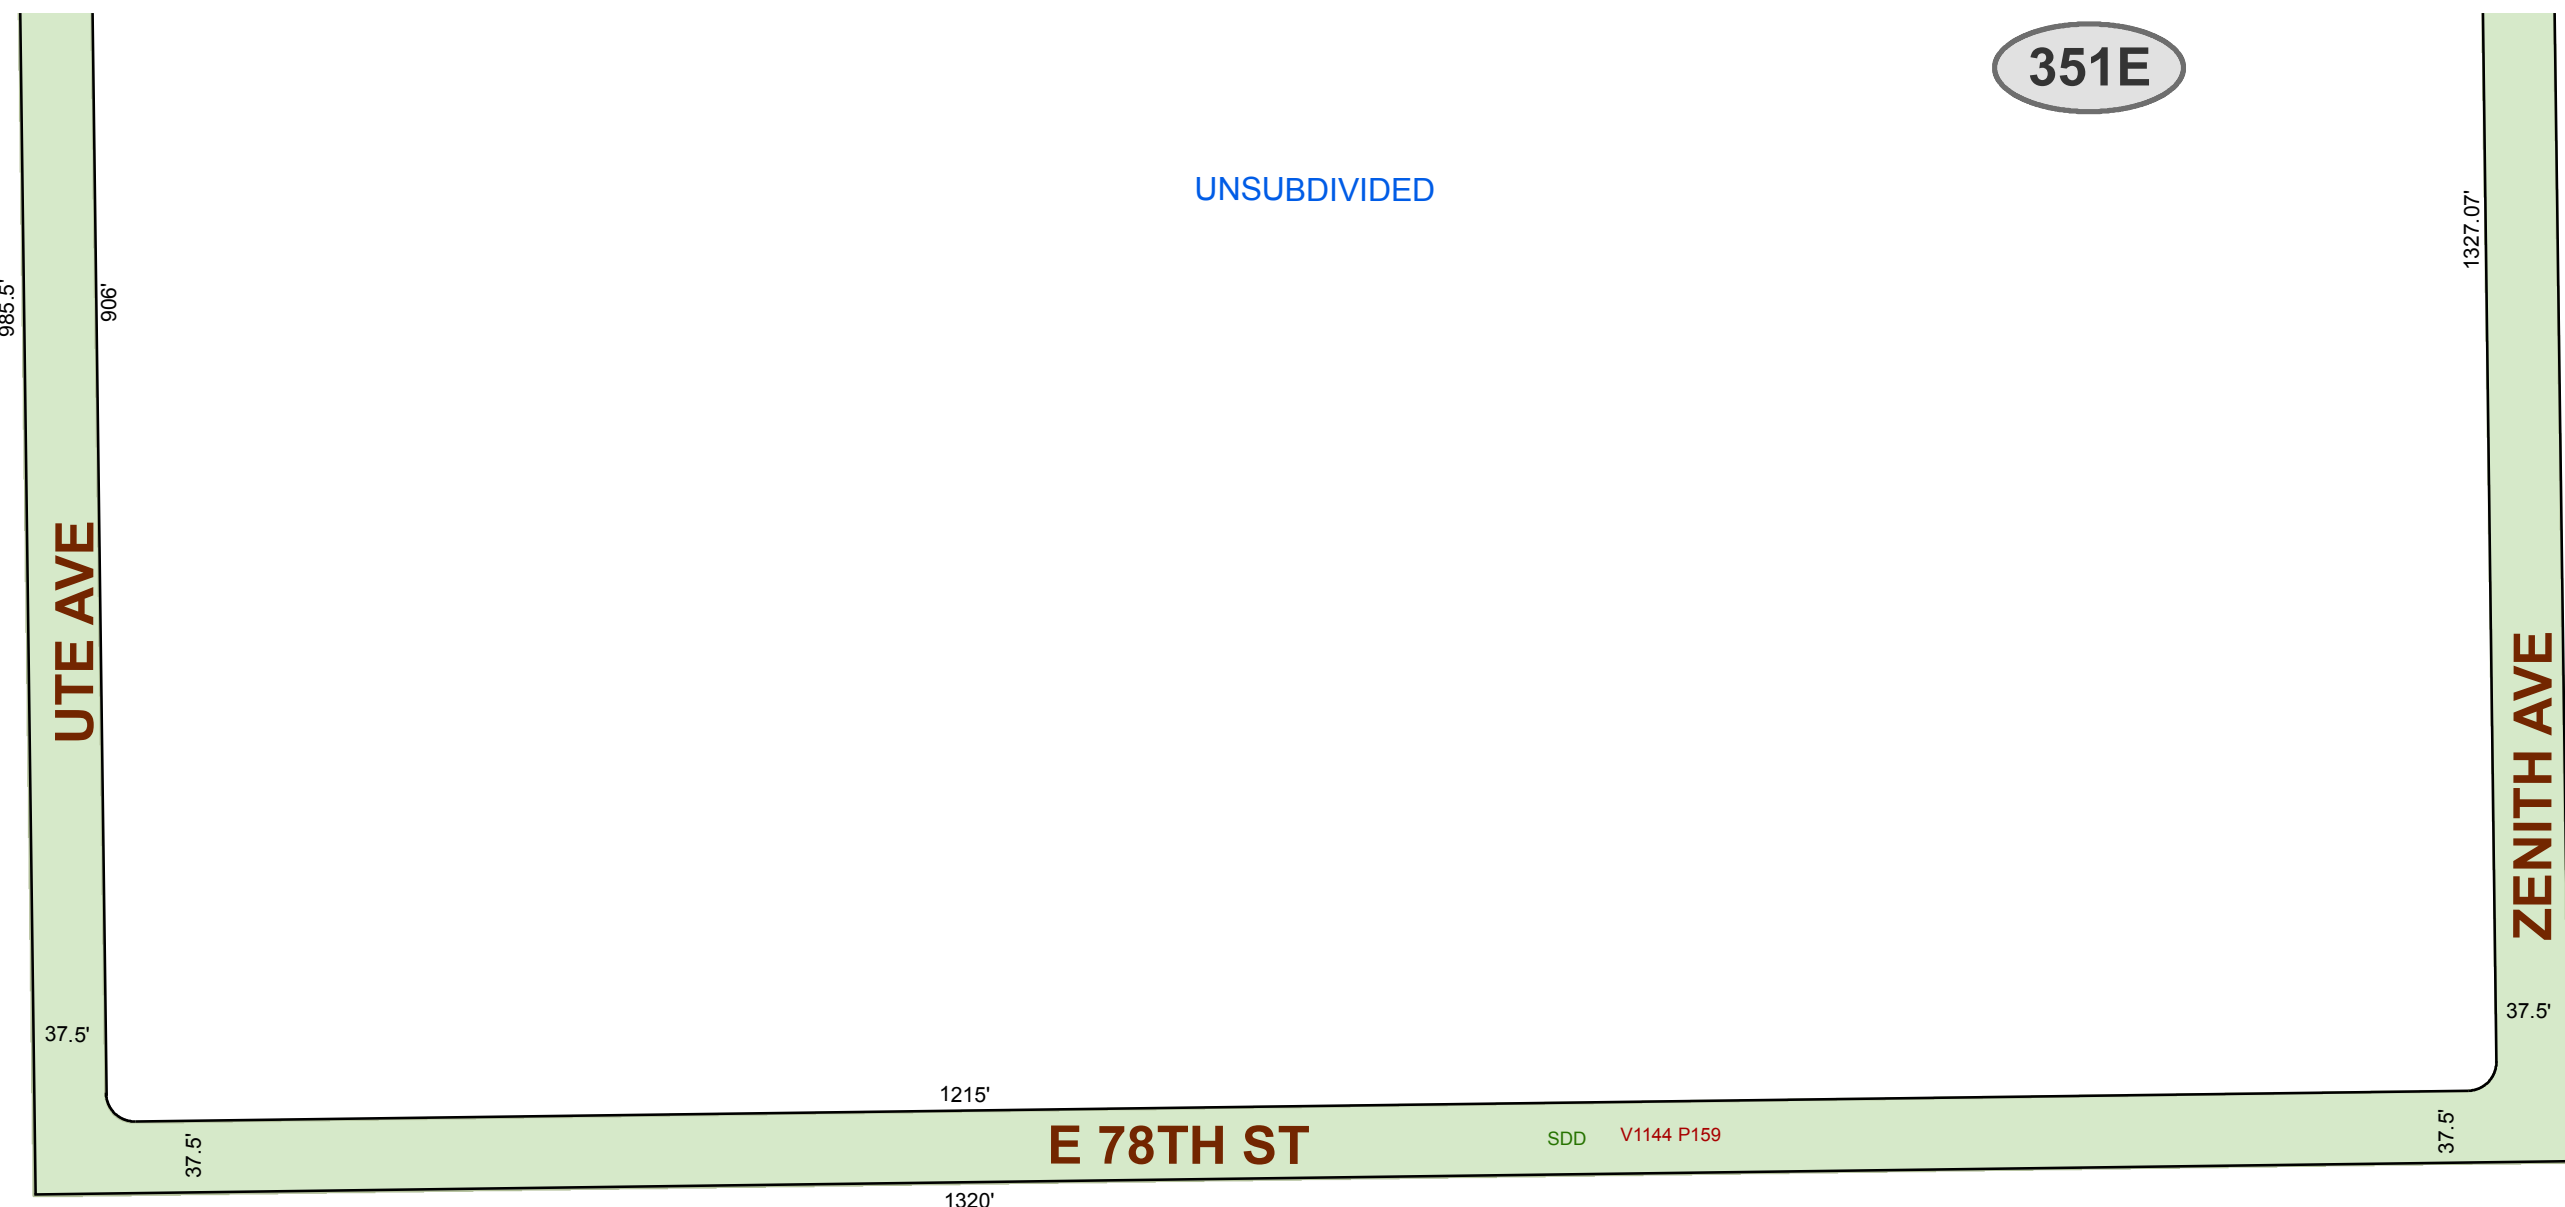 351E
UNSUBDIVIDED
1327.07'
985.5'
906'
UTE AVE
ZENITH AVE
37.5'
37.5'
1215'
E 78TH ST
SDD
V1144 P159
37.5'
37.5'
1320'